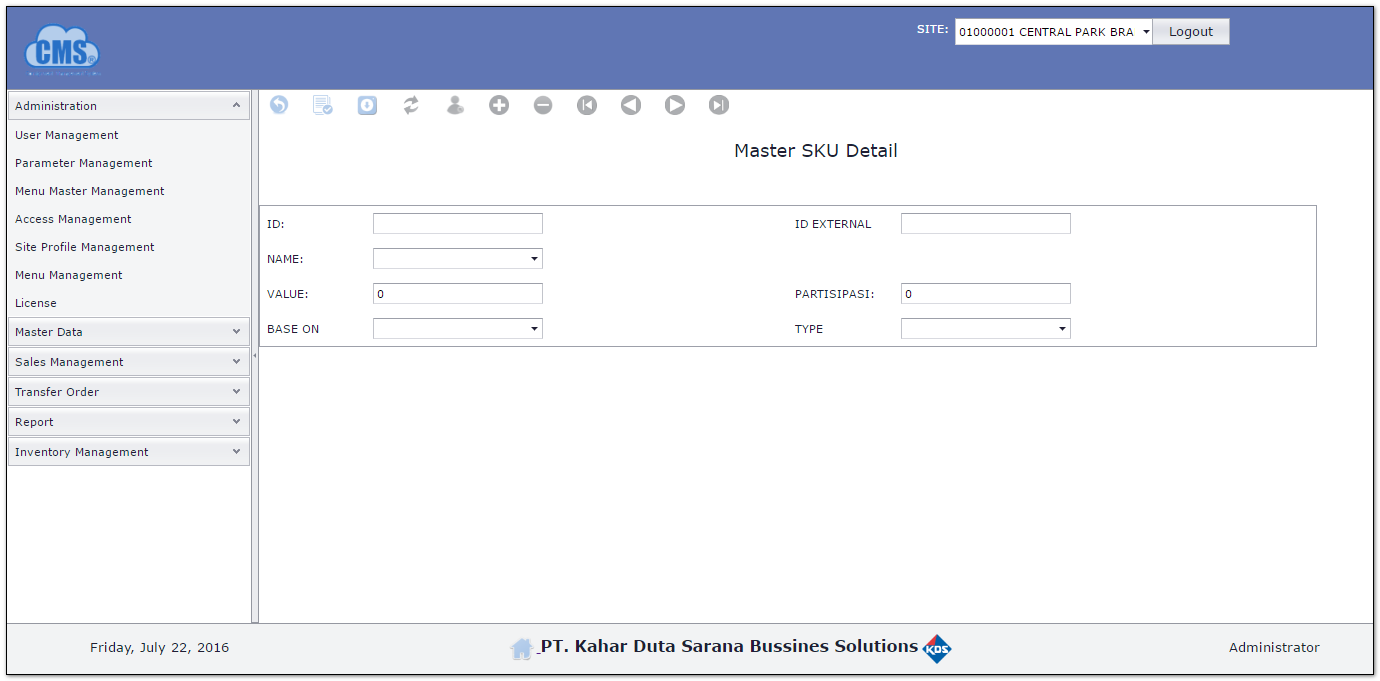 CMS
SITE: 01000001 CENTRAL PARK BRA Logout
Administration
User Management
Parameter Management
Menu Master Management
Access Management
Site Profile Management
Menu Management
License
Master Data
Sales Management
Transfer Order
Report
Inventory Management
Master SKU Detail
ID: ID EXTERNAL
NAME:
VALUE: 0 PARTISIPASI: 0
BASE ON TYPE
Friday, July 22, 2016 PT. Kahar Duta Sarana Bussines Solutions KDS Administrator